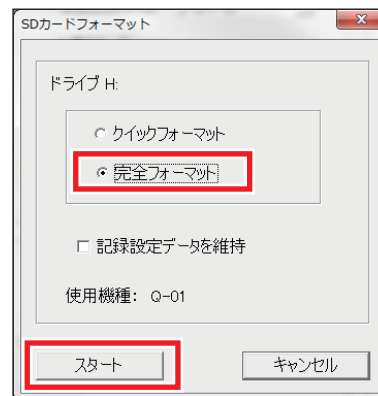 SDカードフォーマット
ドライブ H:
クイックフォーマット
完全フォーマット
記録設定データを維持
使用機種： Q-01
スタート
キャンセル